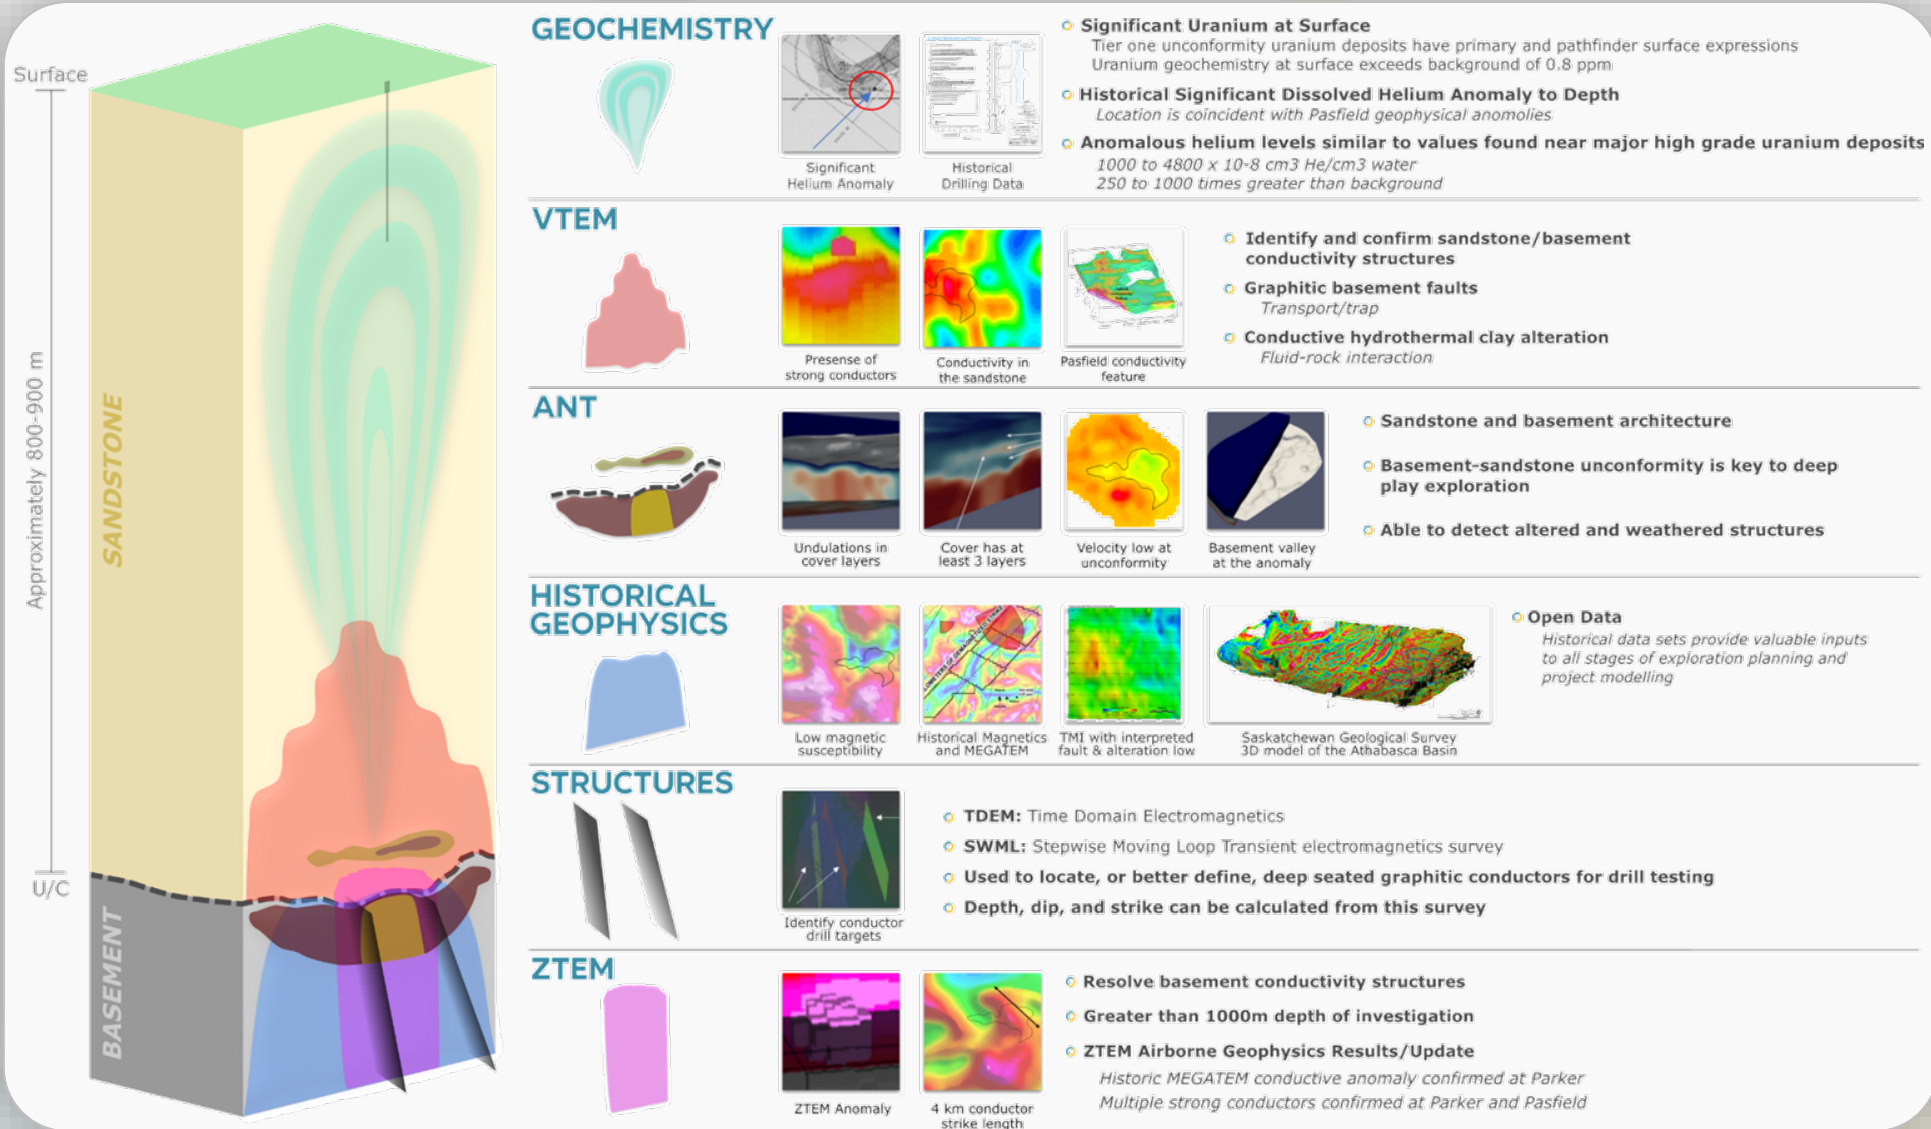 Surface
Approximately 800-900 m
SANDSTONE
U/C
BASEMENT
GEOCHEMISTRY
Significant
Helium Anomaly
Historical
Drilling Data
Significant Uranium at Surface
Tier one unconformity uranium deposits have primary and pathfinder surface expressions
Uranium geochemistry at surface exceeds background of 0.8 ppm
Historical Significant Dissolved Helium Anomaly to Depth
Location is coincident with Pasfield geophysical anomolies
Anomalous helium levels similar to values found near major high grade uranium deposits
1000 to 4800 x 10-8 cm3 He/cm3 water
250 to 1000 times greater than background
VTEM
Presense of
strong conductors
Conductivity in
the sandstone
Pasfield conductivity
feature
Identify and confirm sandstone/basement
conductivity structures
Graphitic basement faults
Transport/trap
Conductive hydrothermal clay alteration
Fluid-rock interaction
ANT
Undulations in
cover layers
Cover has at
least 3 layers
Velocity low at
unconformity
Basement valley
at the anomaly
Sandstone and basement architecture
Basement-sandstone unconformity is key to deep
play exploration
Able to detect altered and weathered structures
HISTORICAL
GEOPHYSICS
Low magnetic
susceptibility
Historical Magnetics
and MEGATEM
TMI with interpreted
fault & alteration low
Saskatchewan Geological Survey
3D model of the Athabasca Basin
Open Data
Historical data sets provide valuable inputs
to all stages of exploration planning and
project modelling
STRUCTURES
Identify conductor
drill targets
TDEM: Time Domain Electromagnetics
SWML: Stepwise Moving Loop Transient electromagnetics survey
Used to locate, or better define, deep seated graphitic conductors for drill testing
Depth, dip, and strike can be calculated from this survey
ZTEM
ZTEM Anomaly
4 km conductor
strike length
Resolve basement conductivity structures
Greater than 1000m depth of investigation
ZTEM Airborne Geophysics Results/Update
Historic MEGATEM conductive anomaly confirmed at Parker
Multiple strong conductors confirmed at Parker and Pasfield